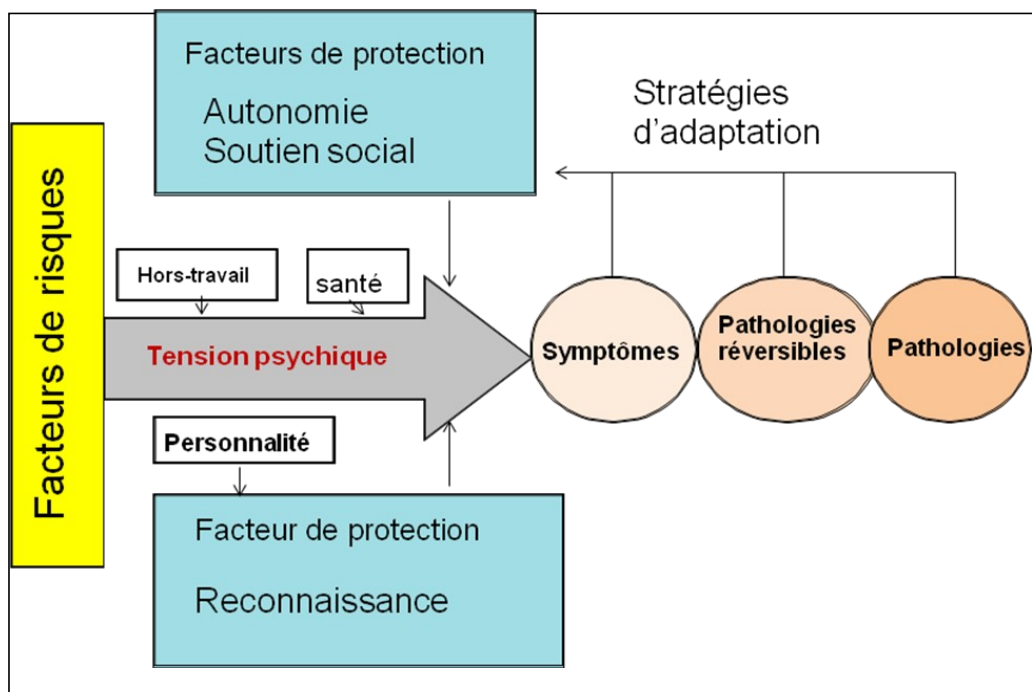 Facteurs de protection
Autonomie
Soutien social
Stratégies
d’adaptation
Facteurs de risques
Hors-travail
santé
Tension psychique
Symptômes
Pathologies
réversibles
Pathologies
Personnalité
Facteur de protection
Reconnaissance